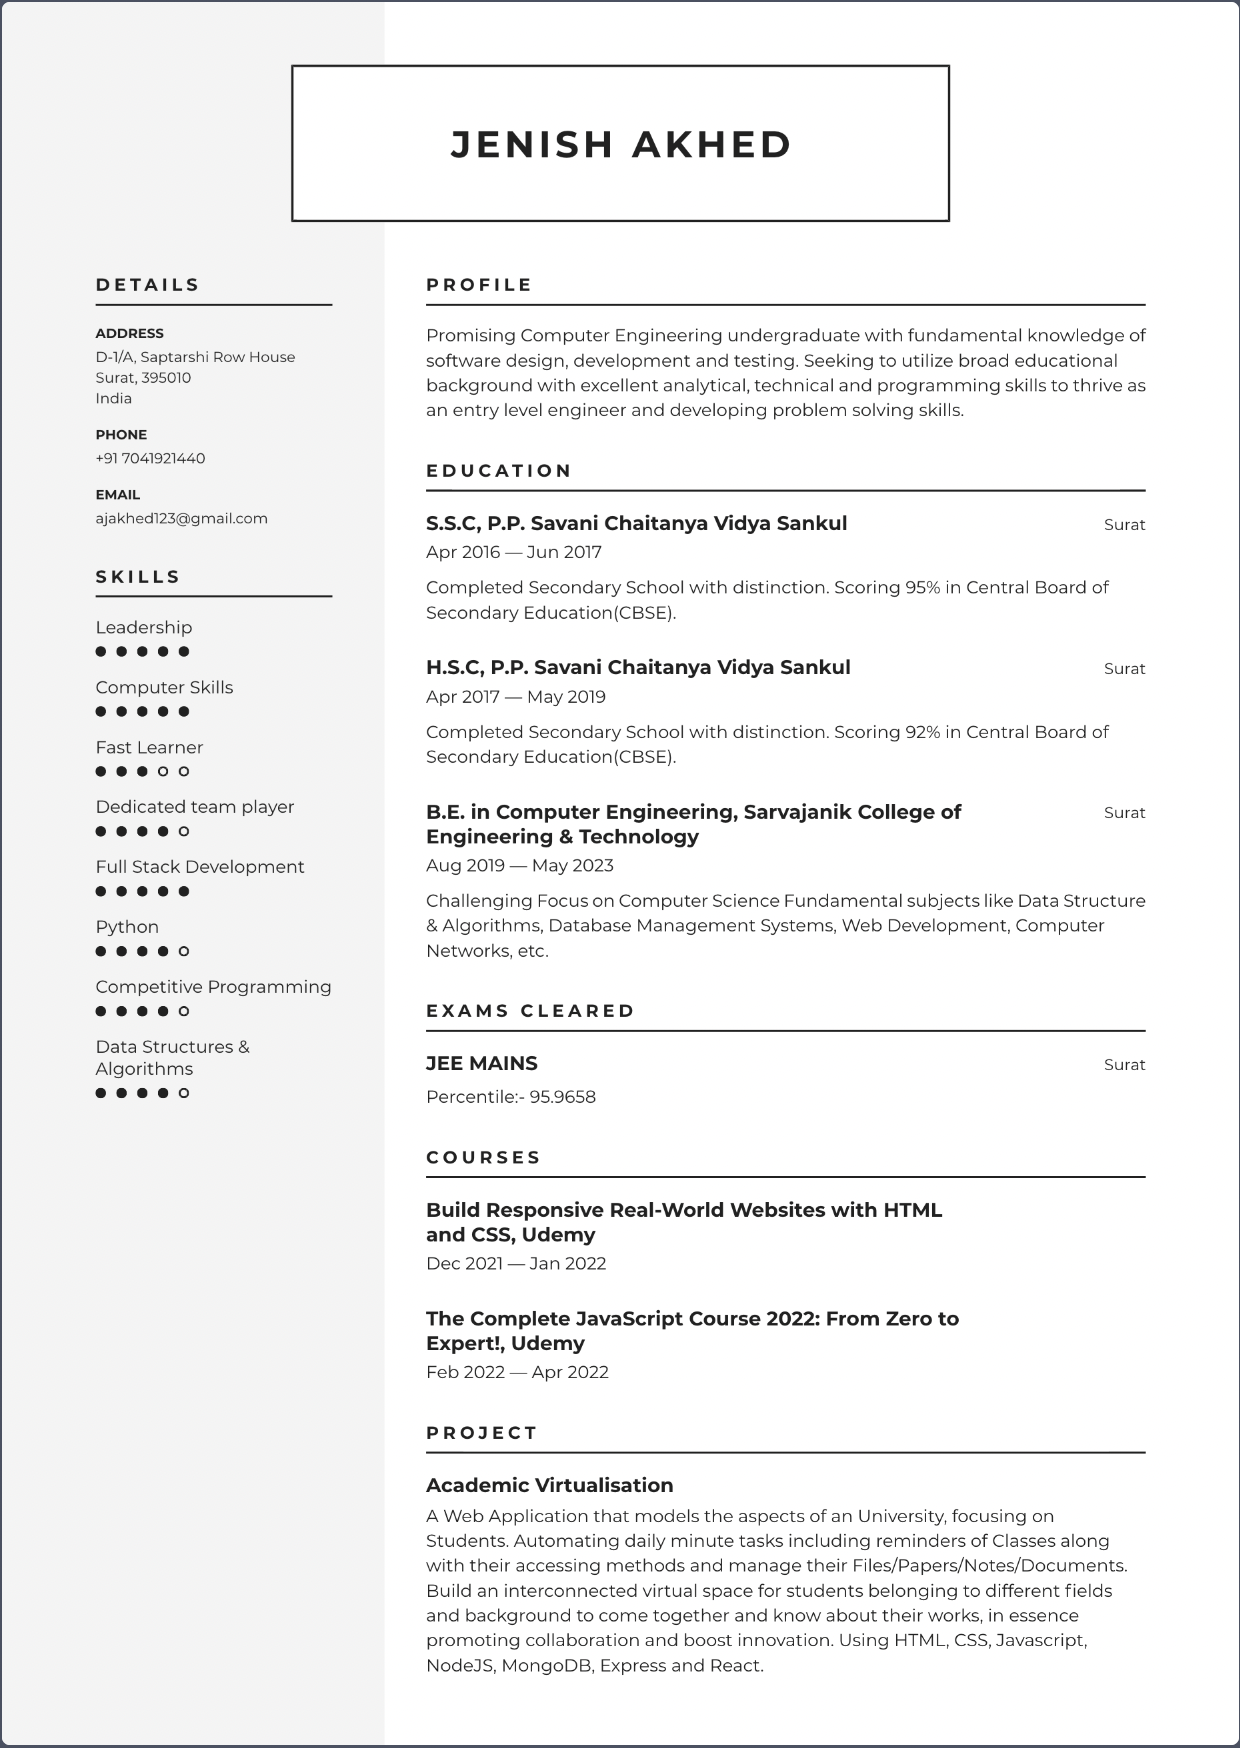 JENISH AKHED
DETAILS
ADDRESS
D-1/A, Saptarshi Row House
Surat, 395010
India
PHONE
+91 7041921440
EMAIL
ajakhed123@gmail.com
SKILLS
Leadership
Computer Skills
Fast Learner
Dedicated team player
Full Stack Development
Python
Competitive Programming
Data Structures &
Algorithms
PROFILE
Promising Computer Engineering undergraduate with fundamental knowledge of
software design, development and testing. Seeking to utilize broad educational
background with excellent analytical, technical and programming skills to thrive as
an entry level engineer and developing problem solving skills.
EDUCATION
S.S.C, P.P. Savani Chaitanya Vidya Sankul Surat
Apr 2016 — Jun 2017
Completed Secondary School with distinction. Scoring 95% in Central Board of
Secondary Education(CBSE).
H.S.C, P.P. Savani Chaitanya Vidya Sankul Surat
Apr 2017 — May 2019
Completed Secondary School with distinction. Scoring 92% in Central Board of
Secondary Education(CBSE).
B.E. in Computer Engineering, Sarvajanik College of Surat
Engineering & Technology
Aug 2019 — May 2023
Challenging Focus on Computer Science Fundamental subjects like Data Structure
& Algorithms, Database Management Systems, Web Development, Computer
Networks, etc.
EXAMS CLEARED
JEE MAINS Surat
Percentile:- 95.9658
COURSES
Build Responsive Real-World Websites with HTML
and CSS, Udemy
Dec 2021 — Jan 2022
The Complete JavaScript Course 2022: From Zero to
Expert!, Udemy
Feb 2022 — Apr 2022
PROJECT
Academic Virtualisation
A Web Application that models the aspects of an University, focusing on
Students. Automating daily minute tasks including reminders of Classes along
with their accessing methods and manage their Files/Papers/Notes/Documents.
Build an interconnected virtual space for students belonging to different fields
and background to come together and know about their works, in essence
promoting collaboration and boost innovation. Using HTML, CSS, Javascript,
NodeJS, MongoDB, Express and React.